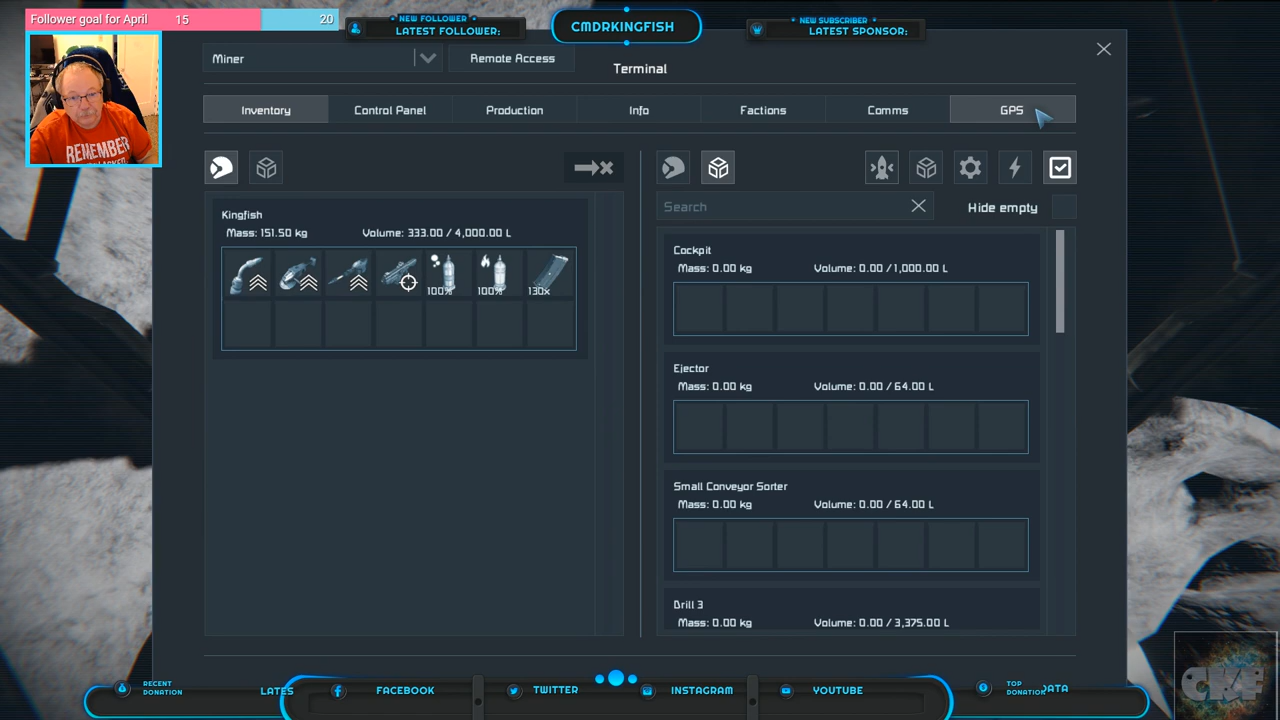 Follower goal for April 15 20
NEW FOLLOWER
LATEST FOLLOWER:
CMDRKINGFISH
NEW SUBSCRIBER
LATEST SPONSOR:
REMEMBER
Miner
Remote Access
Terminal
Inventory Control Panel Production Info Factions Comms GPS
Search
Hide empty
Kingfish
Mass: 151.50 kg Volume: 333.00 / 4,000.00 L
100% 100% 130x
Cockpit
Mass: 0.00 kg Volume: 0.00 / 1,000.00 L
Ejector
Mass: 0.00 kg Volume: 0.00 / 64.00 L
Small Conveyor Sorter
Mass: 0.00 kg Volume: 0.00 / 64.00 L
Drill 3
Mass: 0.00 kg Volume: 0.00 / 3,375.00 L
RECENT
DONATION
LATES
FACEBOOK
TWITTER
INSTAGRAM
YOUTUBE
TOP
DONATION
DATA
CKF